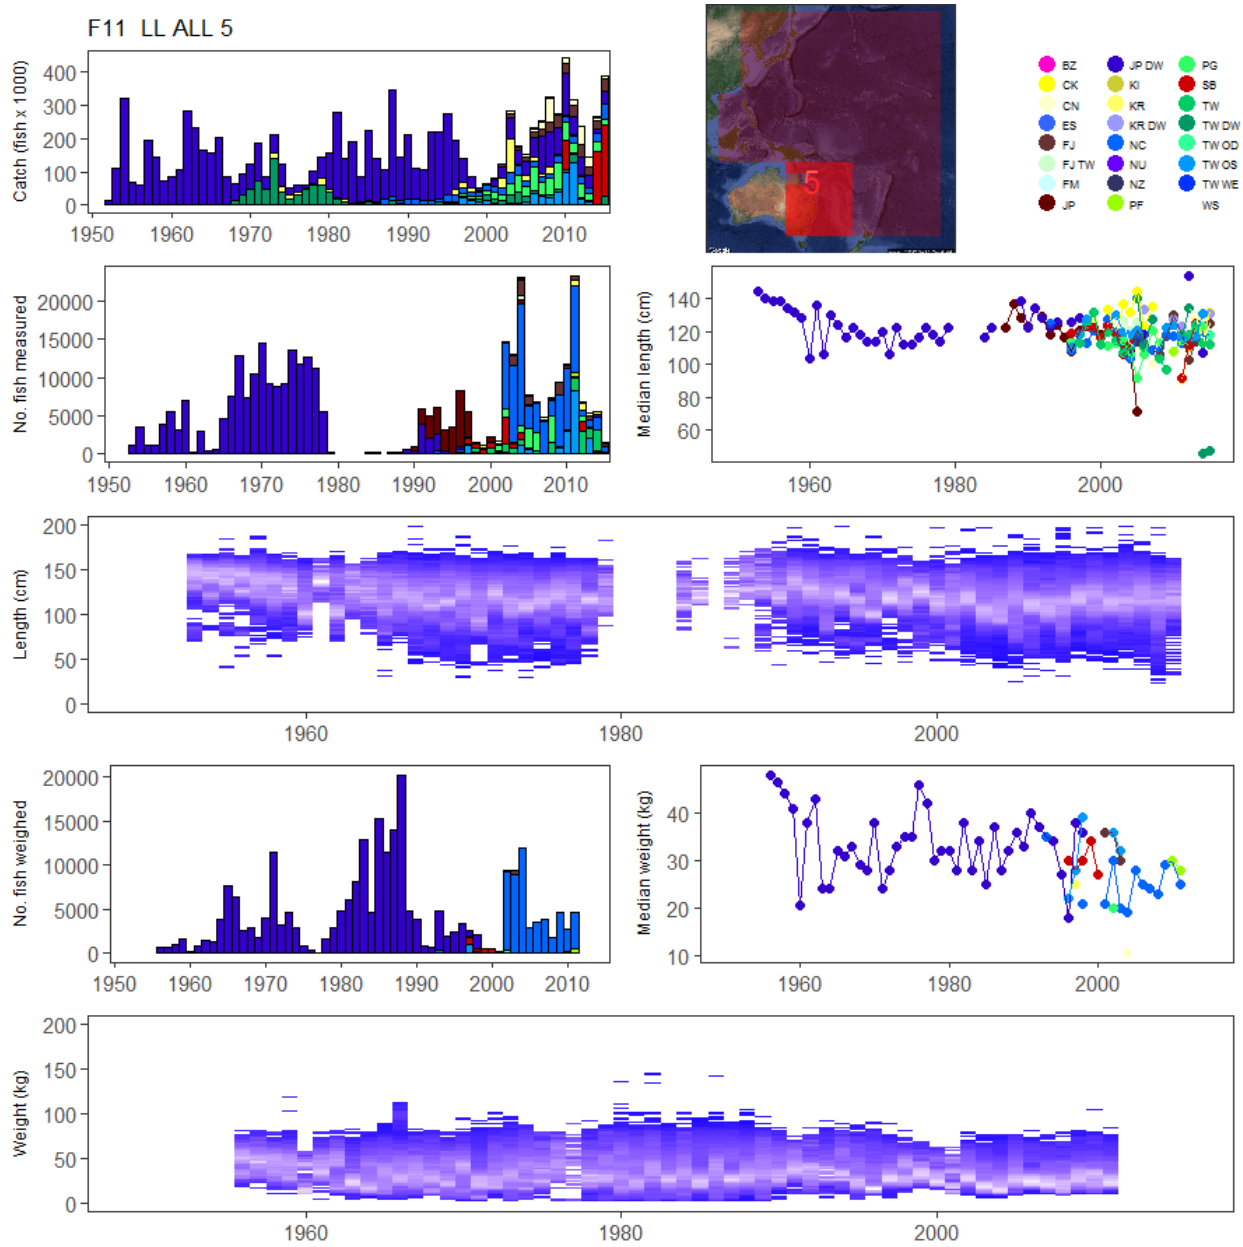 F11 LL ALL 5
Catch (fish x 1000)
400
300
200
100
0
1950 1960 1970 1980 1990 2000 2010
5
BZ JP DW PG
CK KI SB
CN KR TW
ES KR DW TW DW
FJ NC TW OD
FJ TW NU TW OS
FM NZ TW WE
JP PF WS
No. fish measured
20000
15000
10000
5000
0
1950 1960 1970 1980 1990 2000 2010
Median length (cm)
140
120
100
80
60
1960 1980 2000
Length (cm)
200
150
100
50
0
1960 1980 2000
No. fish weighed
20000
15000
10000
5000
0
1950 1960 1970 1980 1990 2000 2010
Median weight (kg)
40
30
20
10
1960 1980 2000
Weight (kg)
200
150
100
50
0
1960 1980 2000